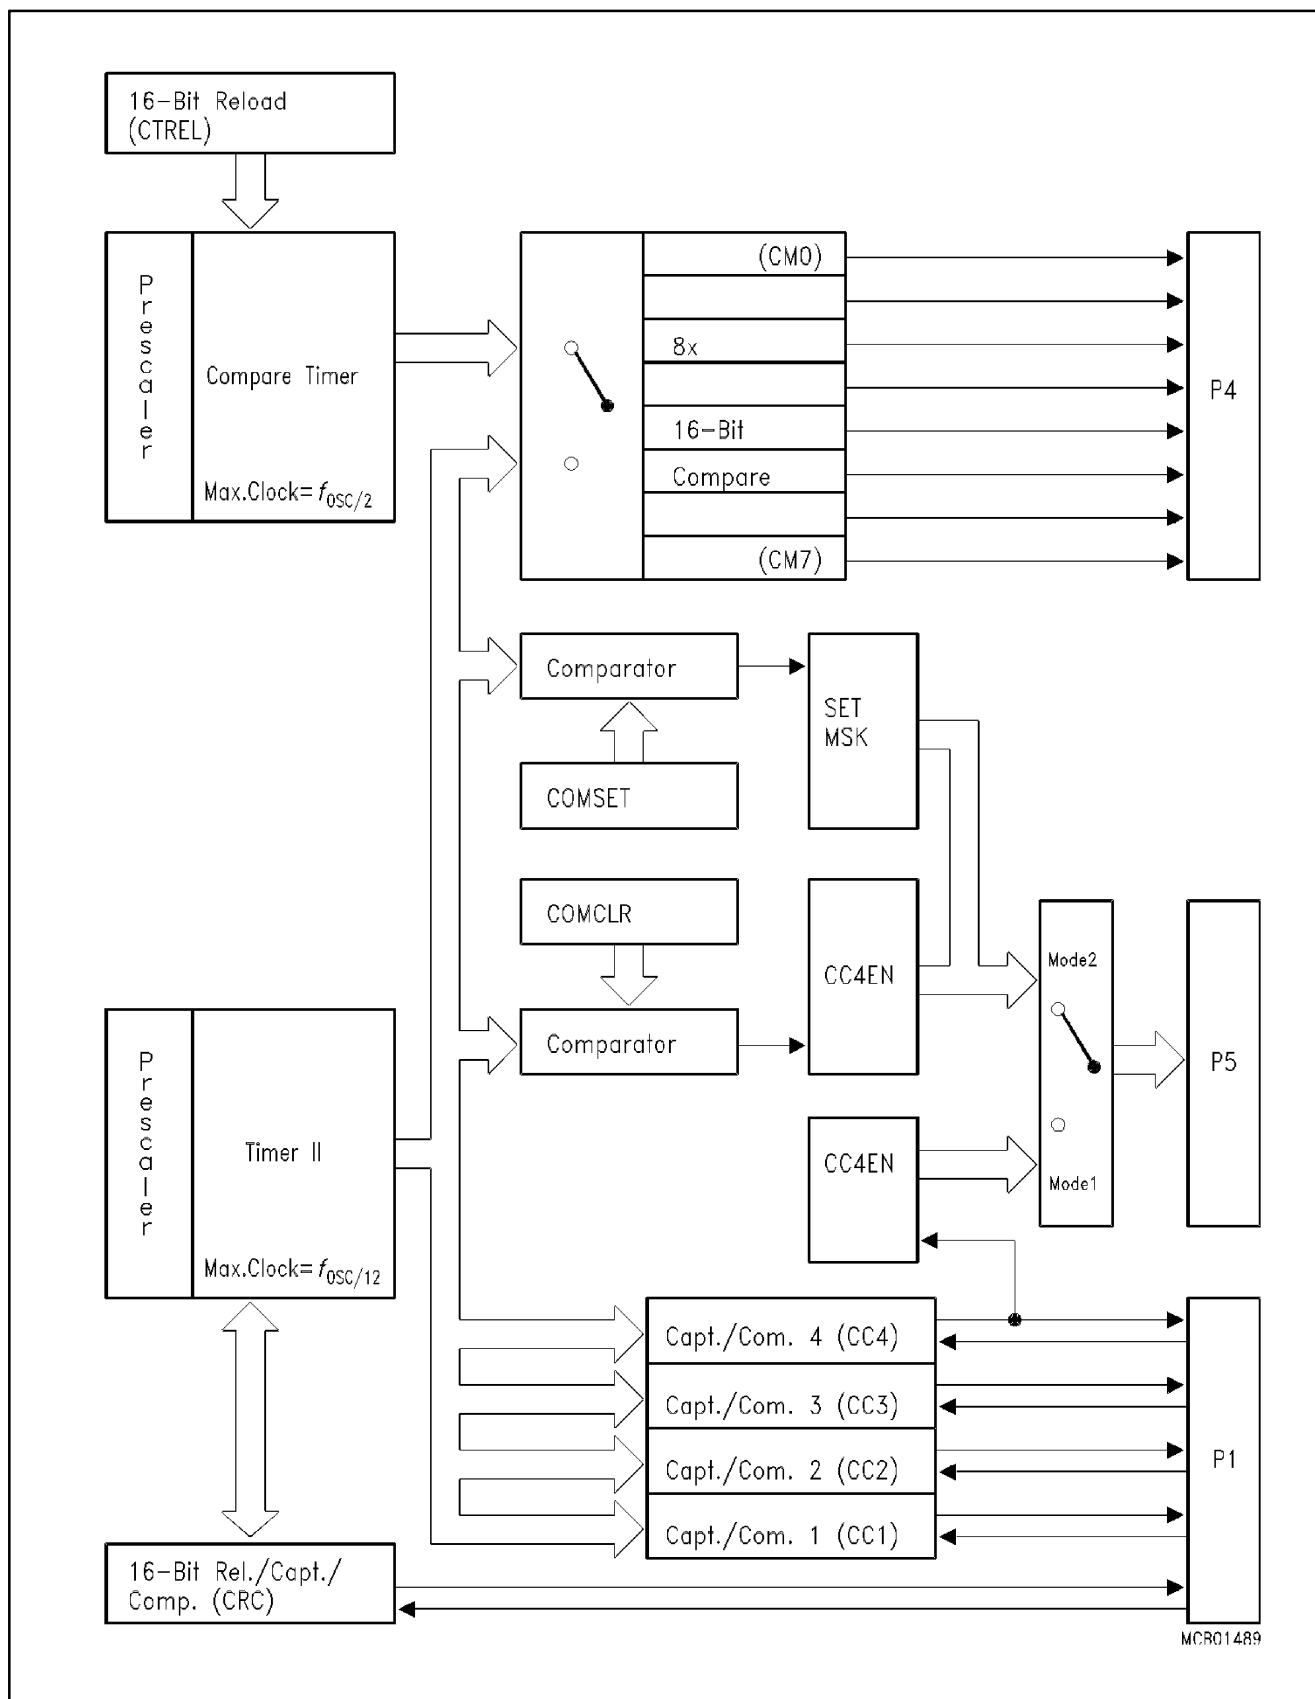 16-Bit Reload
(CTREL)
Prescaler
Compare Timer
Max.Clock=fOSC/2
(CM0)
8x
16-Bit
Compare
(CM7)
P4
Comparator
SET
MSK
COMSET
COMCLR
CC4EN
Comparator
Mode2
P5
Prescaler
Timer II
Max.Clock=fOSC/12
CC4EN
Mode1
Capt./Com. 4 (CC4)
Capt./Com. 3 (CC3)
Capt./Com. 2 (CC2)
Capt./Com. 1 (CC1)
P1
16-Bit Rel./Capt./
Comp. (CRC)
MCB01489